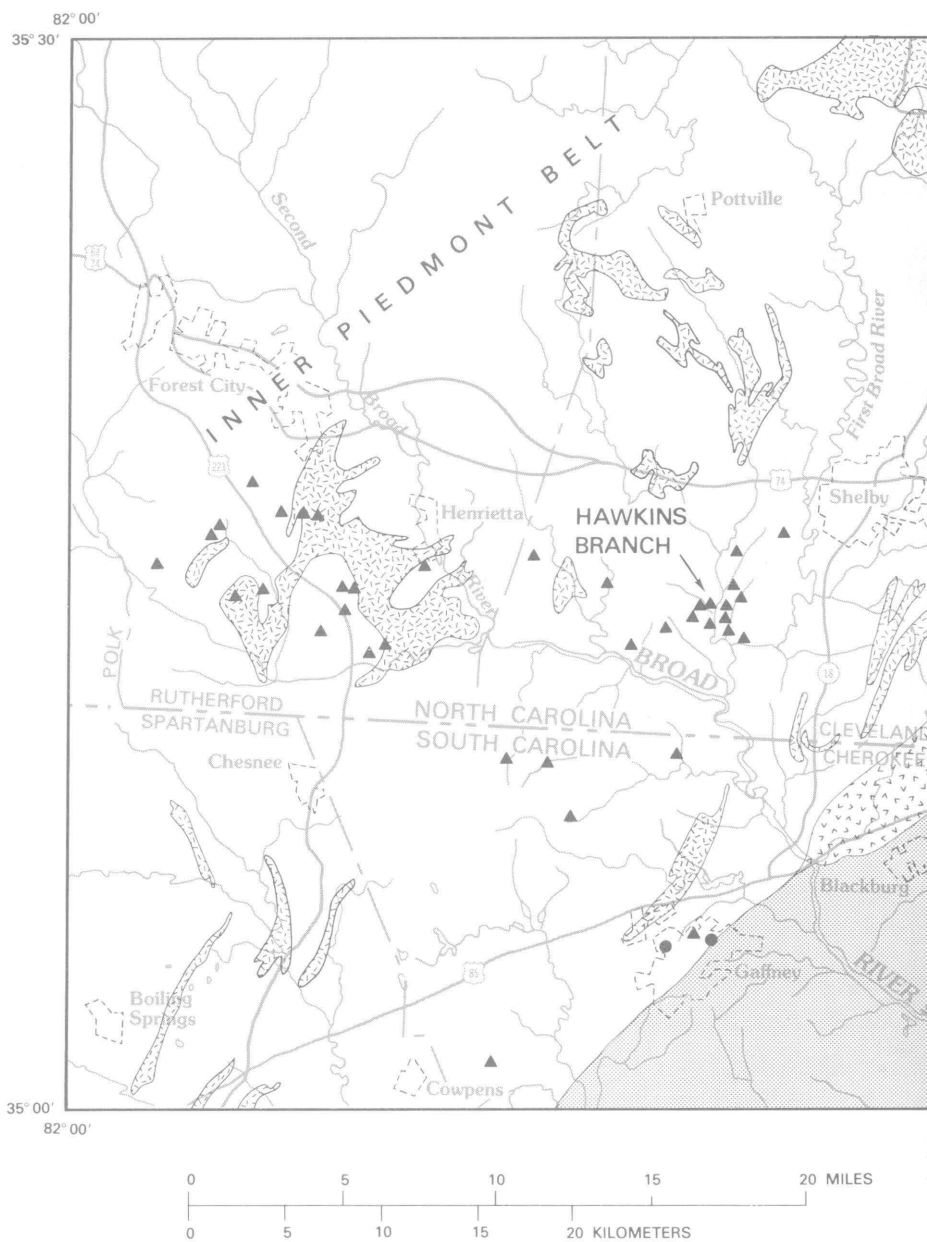 82° 00'
35° 30'
Second
INNER PIEDMONT BELT
Pottville
First Broad River
Forest City
Broad
River
221
74
Henrietta
Shelby
HAWKINS
BRANCH
POLK
BROAD
18
RUTHERFORD
SPARTANBURG
NORTH CAROLINA
SOUTH CAROLINA
CLEVELAND
CHEROKEE
Chesnee
Blackburg
85
Gaffney
RIVER
Boiling
Springs
Cowpens
35° 00'
82° 00'
0 5 10 15 20 MILES
0 5 10 15 20 KILOMETERS